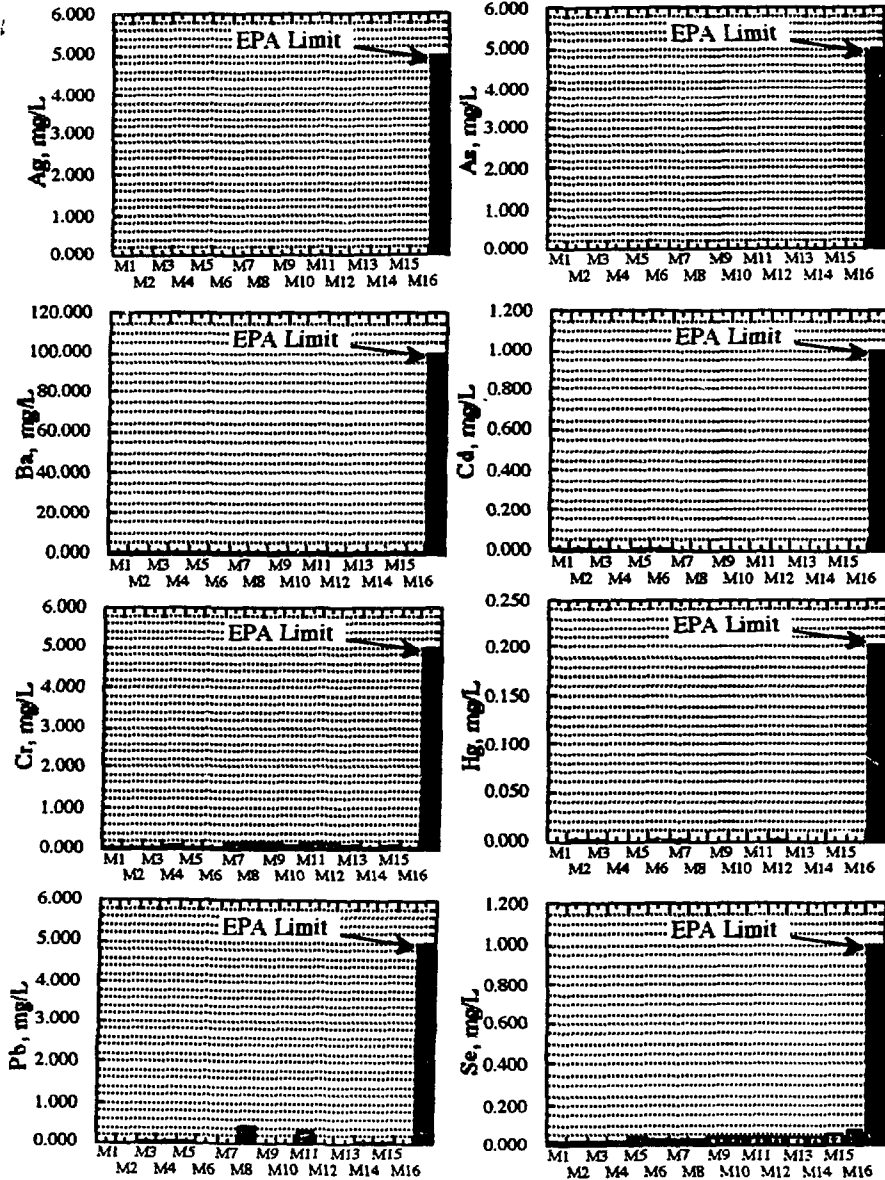 Ag, mg/L
6.000
5.000
4.000
3.000
2.000
1.000
0.000
EPA Limit
M1 M3 M5 M7 M9 M11 M13 M15
M2 M4 M6 M8 M10 M12 M14 M16
As, mg/L
6.000
5.000
4.000
3.000
2.000
1.000
0.000
EPA Limit
M1 M3 M5 M7 M9 M11 M13 M15
M2 M4 M6 M8 M10 M12 M14 M16
Ba, mg/L
120.000
100.000
80.000
60.000
40.000
20.000
0.000
EPA Limit
M1 M3 M5 M7 M9 M11 M13 M15
M2 M4 M6 M8 M10 M12 M14 M16
Cd, mg/L
1.200
1.000
0.800
0.600
0.400
0.200
0.000
EPA Limit
M1 M3 M5 M7 M9 M11 M13 M15
M2 M4 M6 M8 M10 M12 M14 M16
Cr, mg/L
6.000
5.000
4.000
3.000
2.000
1.000
0.000
EPA Limit
M1 M3 M5 M7 M9 M11 M13 M15
M2 M4 M6 M8 M10 M12 M14 M16
Hg, mg/L
0.250
0.200
0.150
0.100
0.050
0.000
EPA Limit
M1 M3 M5 M7 M9 M11 M13 M15
M2 M4 M6 M8 M10 M12 M14 M16
Pb, mg/L
6.000
5.000
4.000
3.000
2.000
1.000
0.000
EPA Limit
M1 M3 M5 M7 M9 M11 M13 M15
M2 M4 M6 M8 M10 M12 M14 M16
Se, mg/L
1.200
1.000
0.800
0.600
0.400
0.200
0.000
EPA Limit
M1 M3 M5 M7 M9 M11 M13 M15
M2 M4 M6 M8 M10 M12 M14 M16